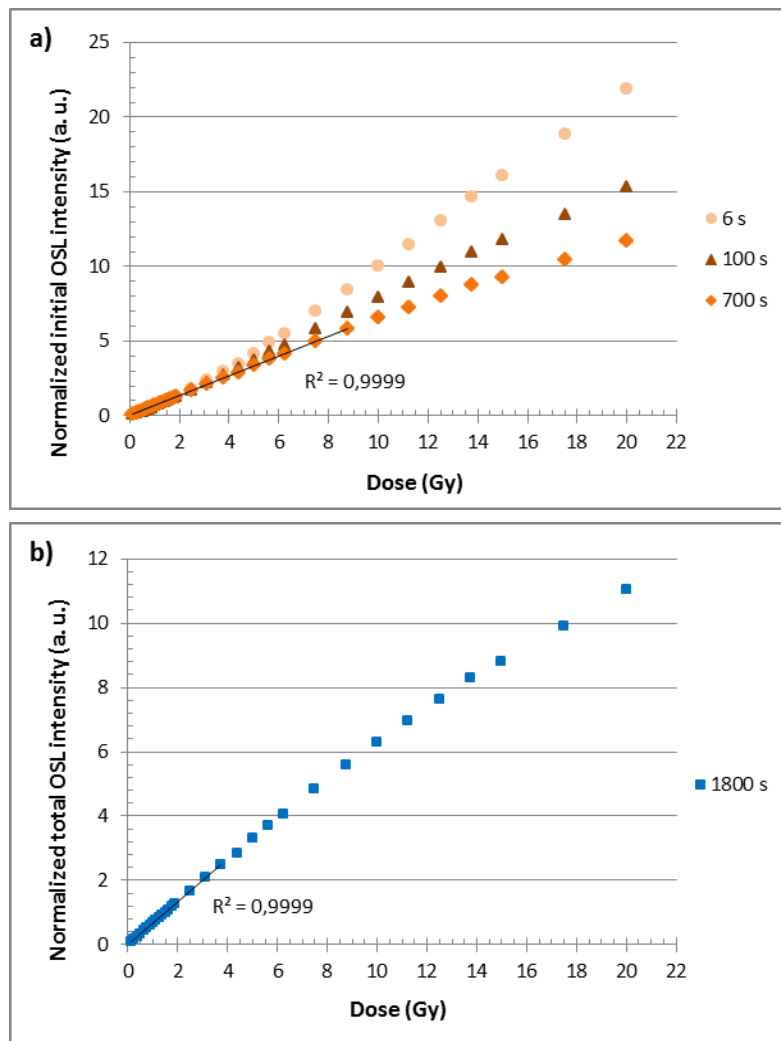 a)
Normalized initial OSL intensity (a. u.)
25
20
15
10
5
0
R² = 0,9999
6 s
100 s
700 s
0 2 4 6 8 10 12 14 16 18 20 22
Dose (Gy)
b)
Normalized total OSL intensity (a. u.)
12
10
8
6
4
2
0
R² = 0,9999
1800 s
0 2 4 6 8 10 12 14 16 18 20 22
Dose (Gy)